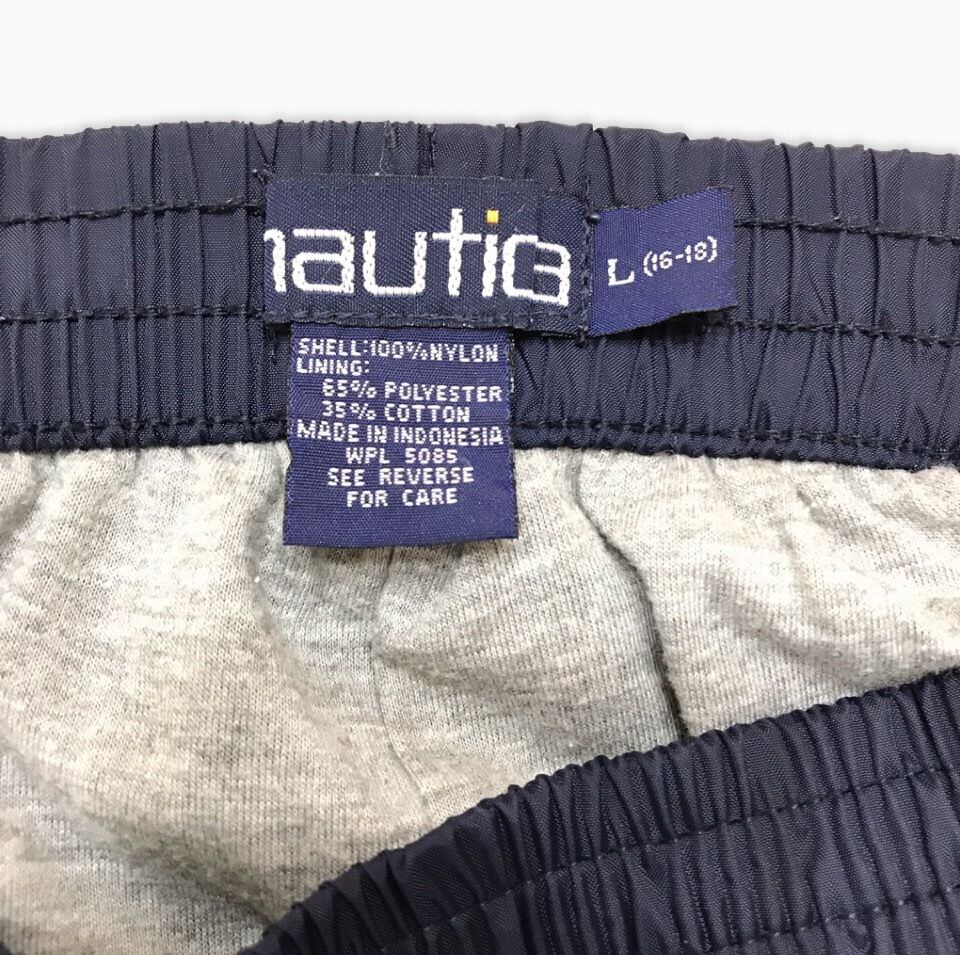 nautica
L (16-18)
SHELL:100%NYLON
LINING:
65% POLYESTER
35% COTTON
MADE IN INDONESIA
WPL 5085
SEE REVERSE
FOR CARE